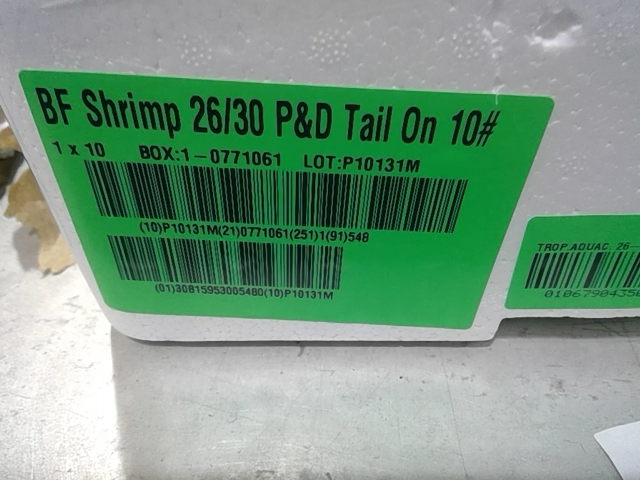 BF Shrimp 26/30 P&D Tail On 10#
1 x 10 BOX:1-0771061 LOT:P10131M
(10)P10131M(21)0771061(251)1(91)548
(01)30815953005480(10)P10131M
TROP.AQUAC. 26-
0106790435